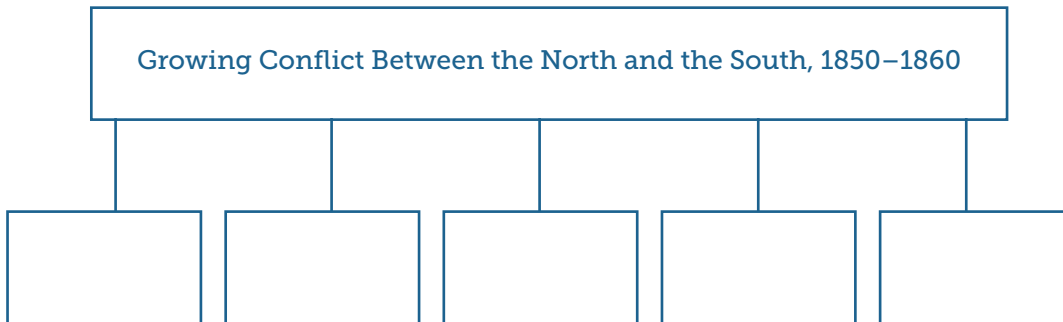 Growing Conflict Between the North and the South, 1850–1860